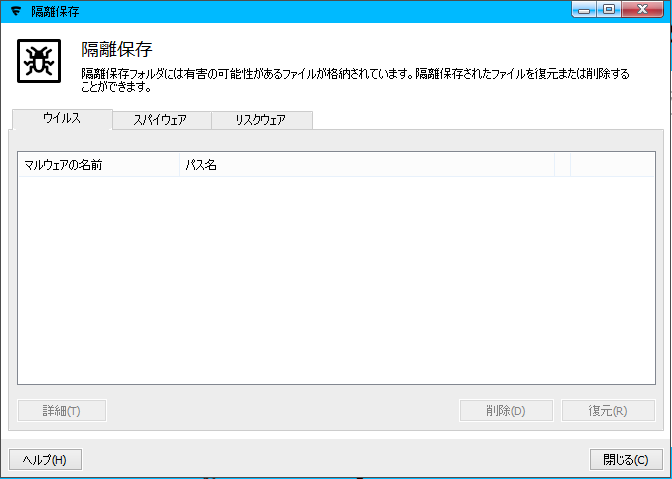 隔離保存
隔離保存
隔離保存フォルダには有害の可能性があるファイルが格納されています。隔離保存されたファイルを復元または削除する
ことができます。
ウイルス
スパイウェア
リスクウェア
マルウェアの名前
パス名
詳細(T)
削除(D)
復元(R)
ヘルプ(H)
閉じる(C)